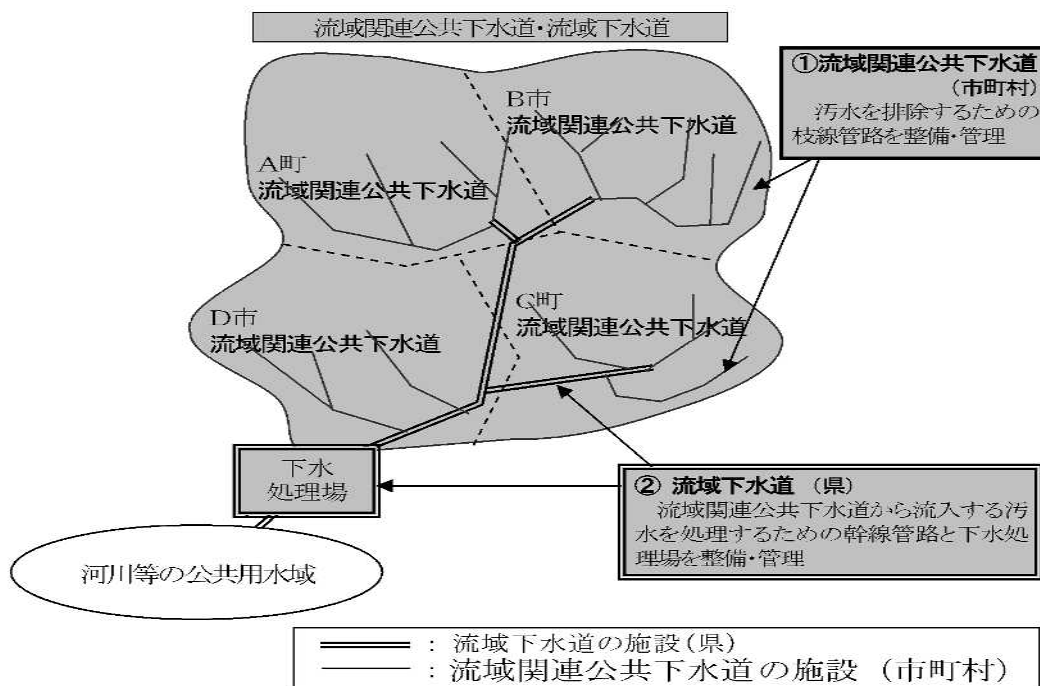 流域関連公共下水道・流域下水道
①流域関連公共下水道
(市町村)
汚水を排除するための
枝線管路を整備・管理
B市
流域関連公共下水道
A町
流域関連公共下水道
C町
流域関連公共下水道
D市
流域関連公共下水道
下水
処理場
② 流域下水道 (県)
流域関連公共下水道から流入する汚
水を処理するための幹線管路と下水処
理場を整備・管理
河川等の公共用水域
: 流域下水道の施設(県)
: 流域関連公共下水道の施設 (市町村)